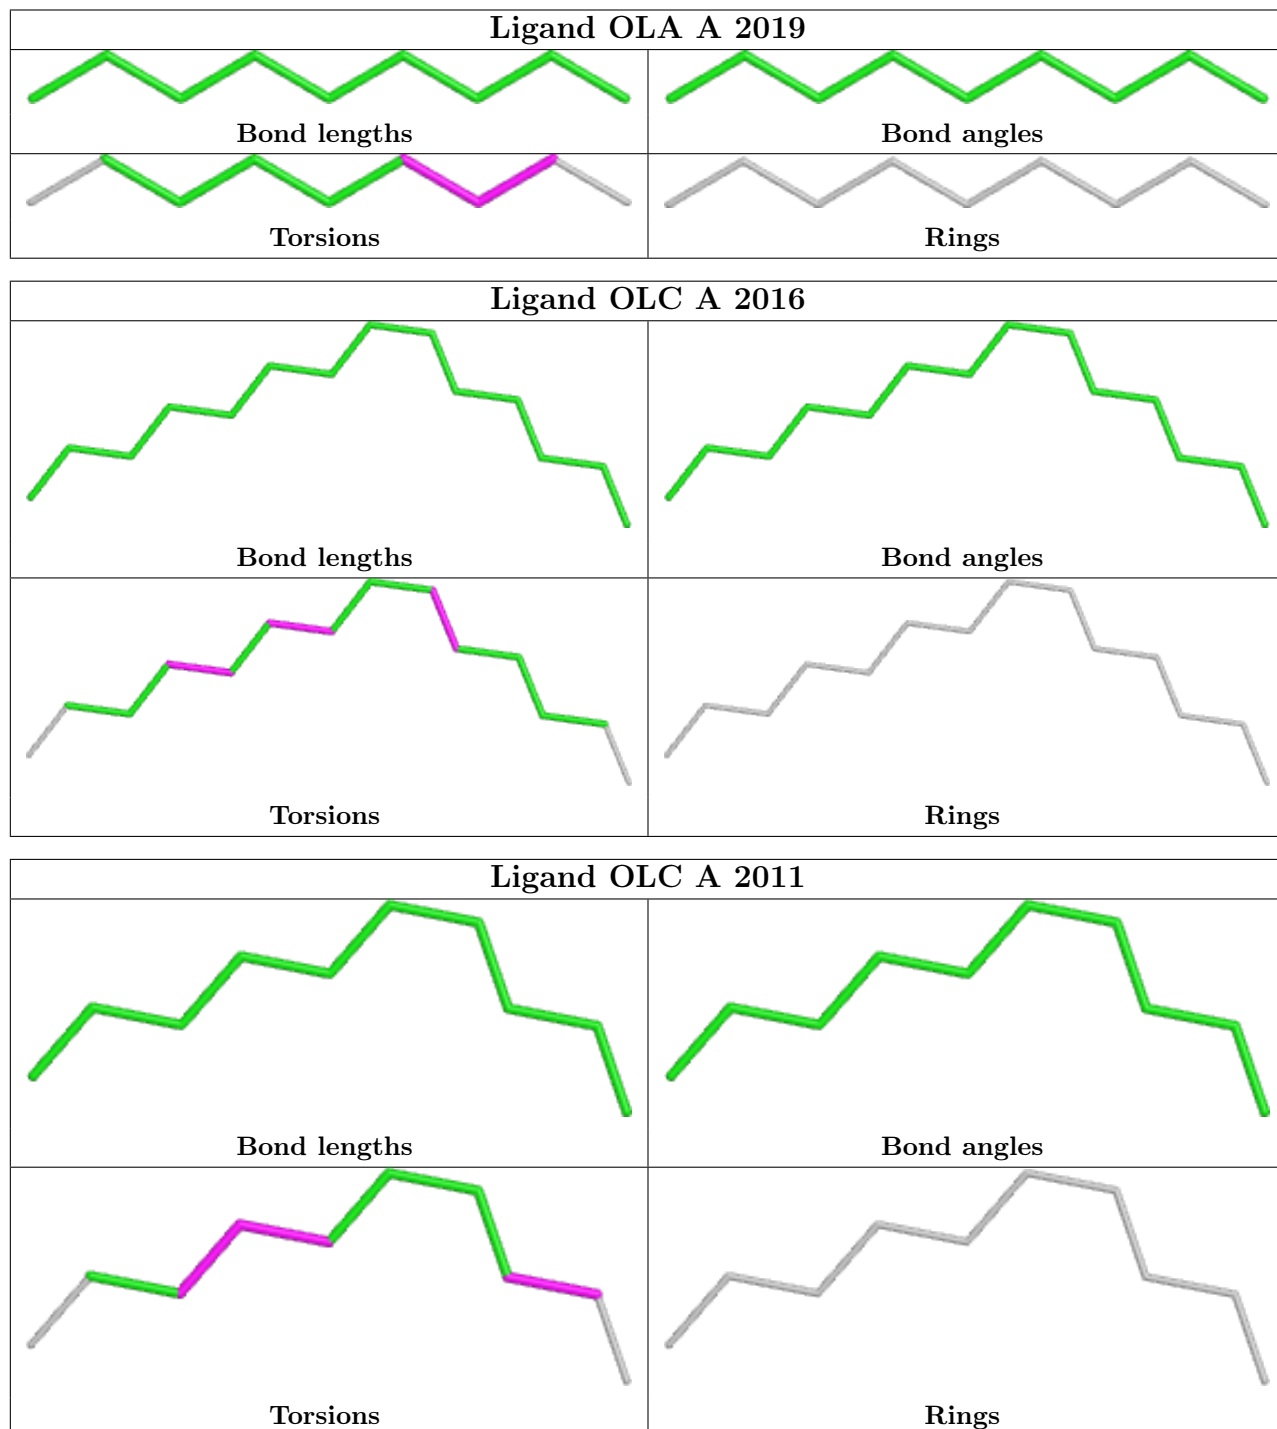 Ligand OLA A 2019
Bond lengths
Bond angles
Torsions
Rings
Ligand OLC A 2016
Bond lengths
Bond angles
Torsions
Rings
Ligand OLC A 2011
Bond lengths
Bond angles
Torsions
Rings